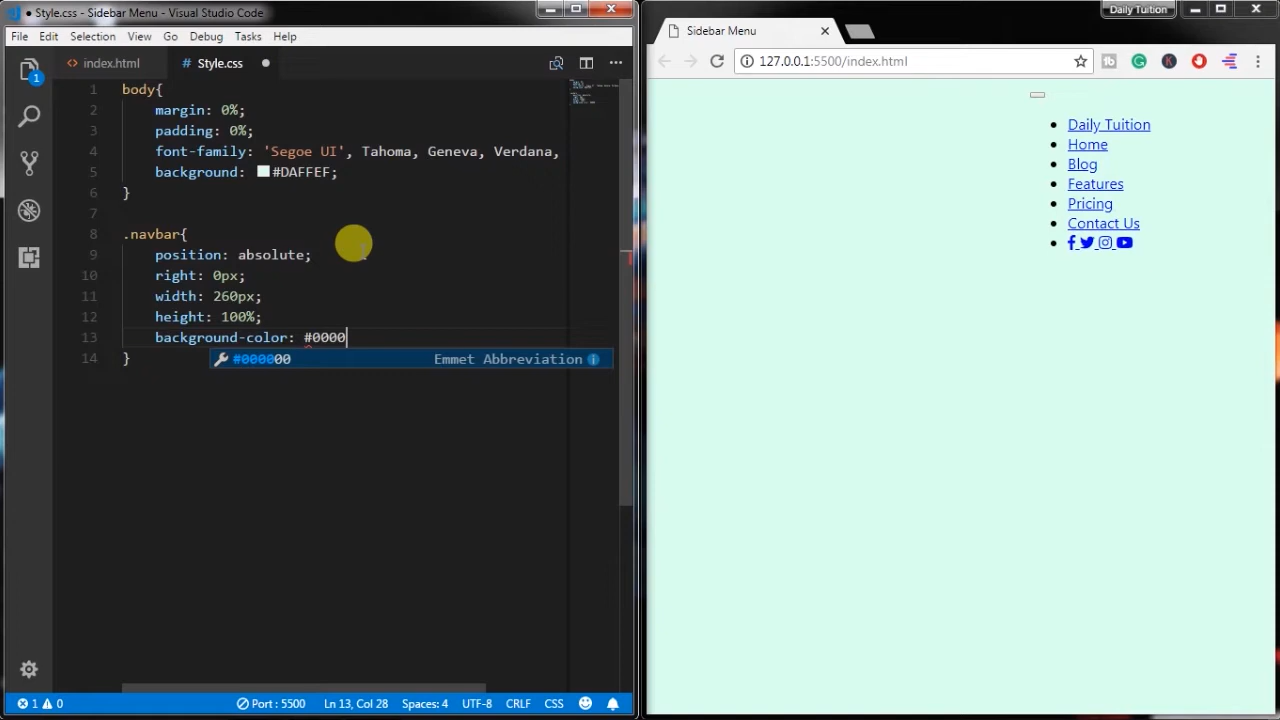 Style.css - Sidebar Menu - Visual Studio Code
File Edit Selection View Go Debug Tasks Help
index.html
Style.css
1
1 body{
2 margin: 0%;
3 padding: 0%;
4 font-family: 'Segoe UI', Tahoma, Geneva, Verdana,
5 background: #DAFFEF;
6 }
7
8 .navbar{
9 position: absolute;
10 right: 0px;
11 width: 260px;
12 height: 100%;
13 background-color: #0000
#000000 Emmet Abbreviation
14 }
1 0 Port : 5500 Ln 13, Col 28 Spaces: 4 UTF-8 CRLF CSS
Daily Tuition
Sidebar Menu
127.0.0.1:5500/index.html
Daily Tuition
Home
Blog
Features
Pricing
Contact Us